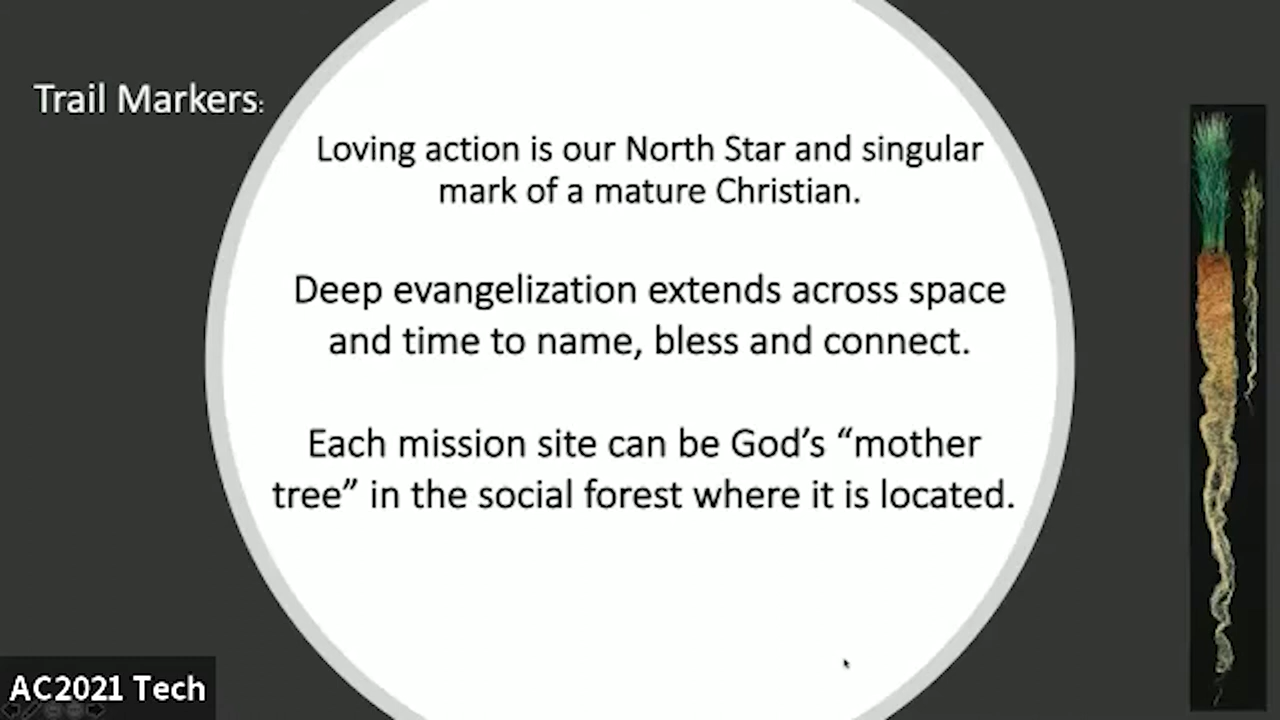 Trail Markers:
Loving action is our North Star and singular
mark of a mature Christian.
Deep evangelization extends across space
and time to name, bless and connect.
Each mission site can be God’s “mother
tree” in the social forest where it is located.
AC2021 Tech